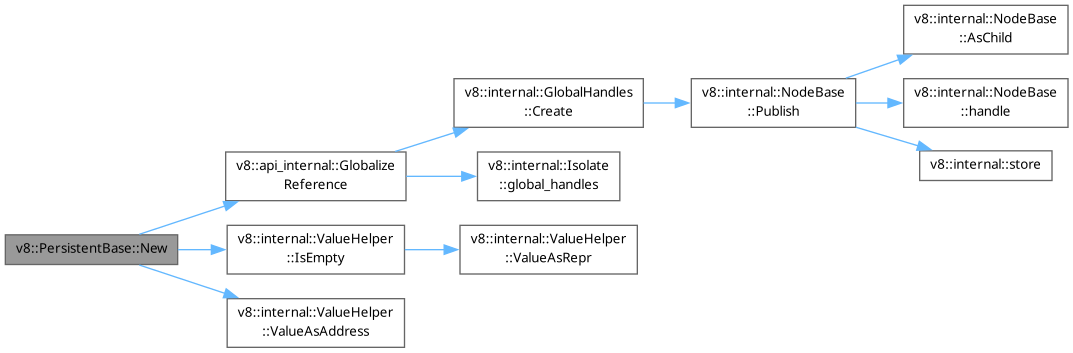 v8::internal::NodeBase
::AsChild
v8::internal::GlobalHandles
::Create
v8::internal::NodeBase
::Publish
v8::internal::NodeBase
::handle
v8::internal::store
v8::api_internal::Globalize
Reference
v8::internal::Isolate
::global_handles
v8::PersistentBase::New
v8::internal::ValueHelper
::IsEmpty
v8::internal::ValueHelper
::ValueAsRepr
v8::internal::ValueHelper
::ValueAsAddress